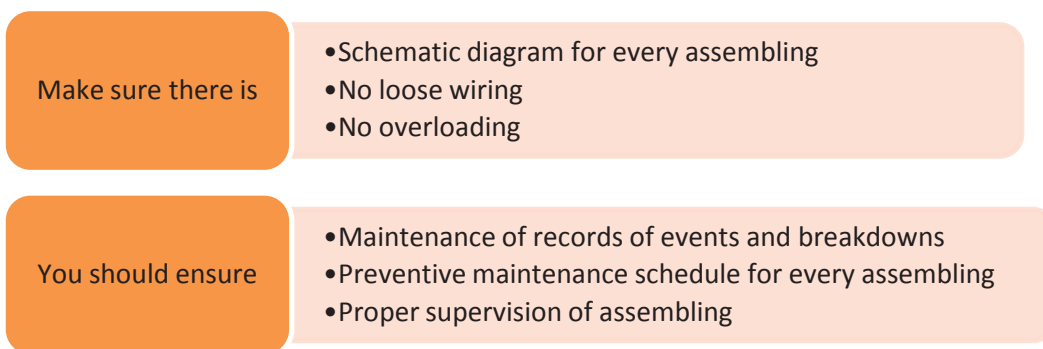 Make sure there is
•Schematic diagram for every assembling
•No loose wiring
•No overloading
You should ensure
•Maintenance of records of events and breakdowns
•Preventive maintenance schedule for every assembling
•Proper supervision of assembling